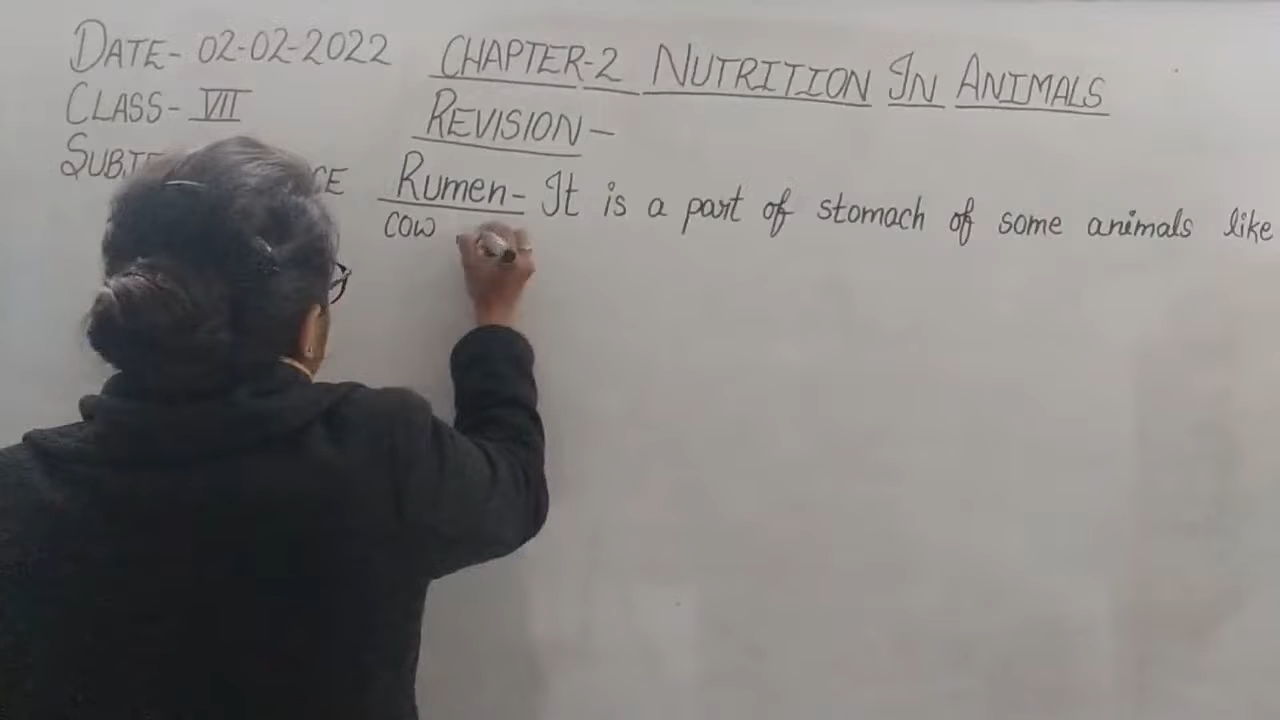 DATE- 02-02-2022
CHAPTER-2 NUTRITION IN ANIMALS
CLASS- VII
REVISION-
Rumen- It is a part of stomach of some animals like
cow